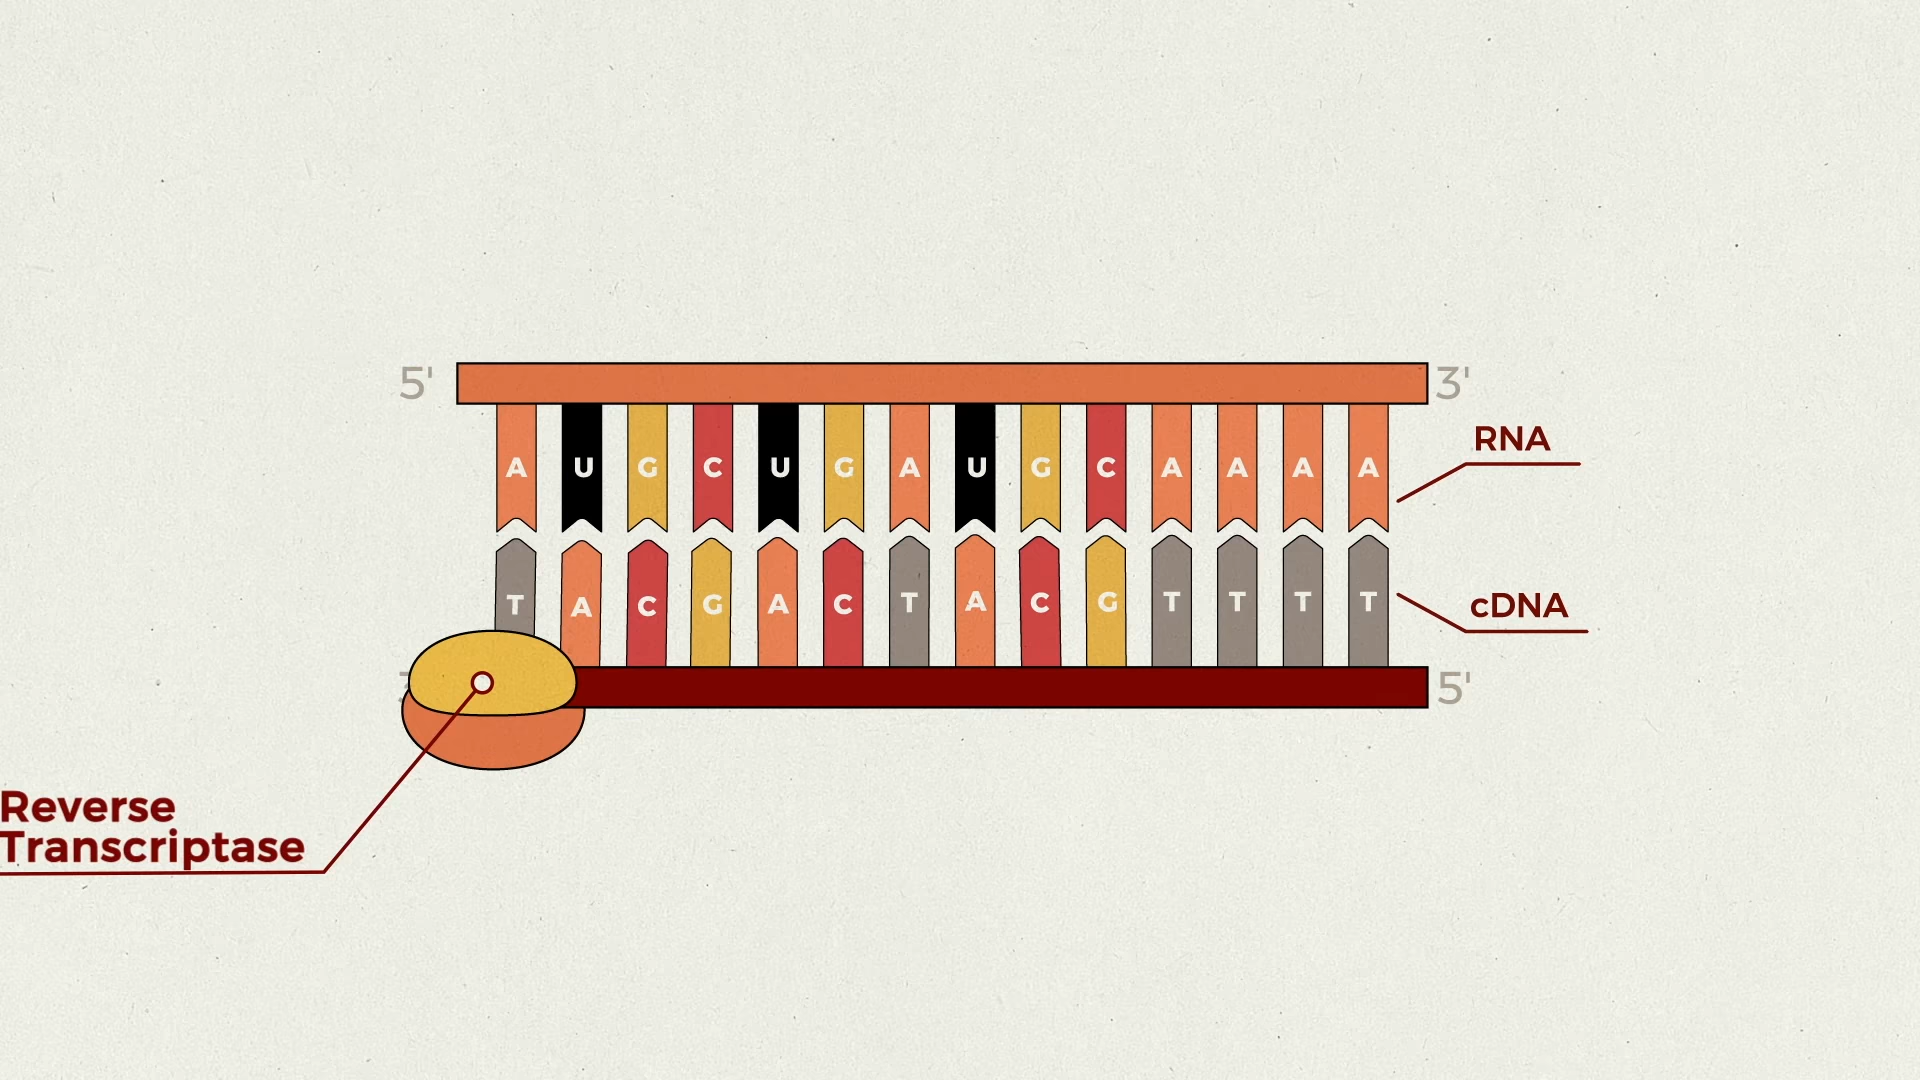 5' 3'
A U G C U G A U G C A A A A
RNA
T A C G A C T A C G T T T T
cDNA
5'
Reverse
Transcriptase